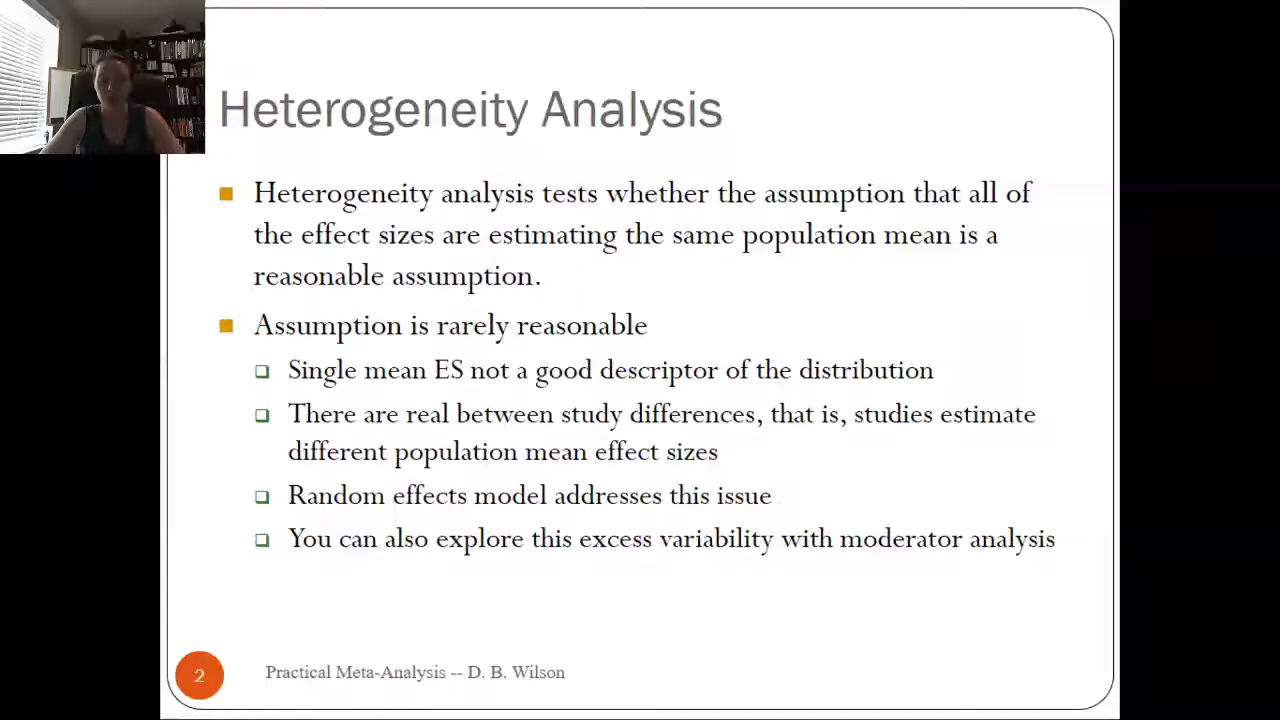 Heterogeneity Analysis
Heterogeneity analysis tests whether the assumption that all of
the effect sizes are estimating the same population mean is a
reasonable assumption.
Assumption is rarely reasonable
Single mean ES not a good descriptor of the distribution
There are real between study differences, that is, studies estimate
different population mean effect sizes
Random effects model addresses this issue
You can also explore this excess variability with moderator analysis
2
Practical Meta-Analysis -- D. B. Wilson